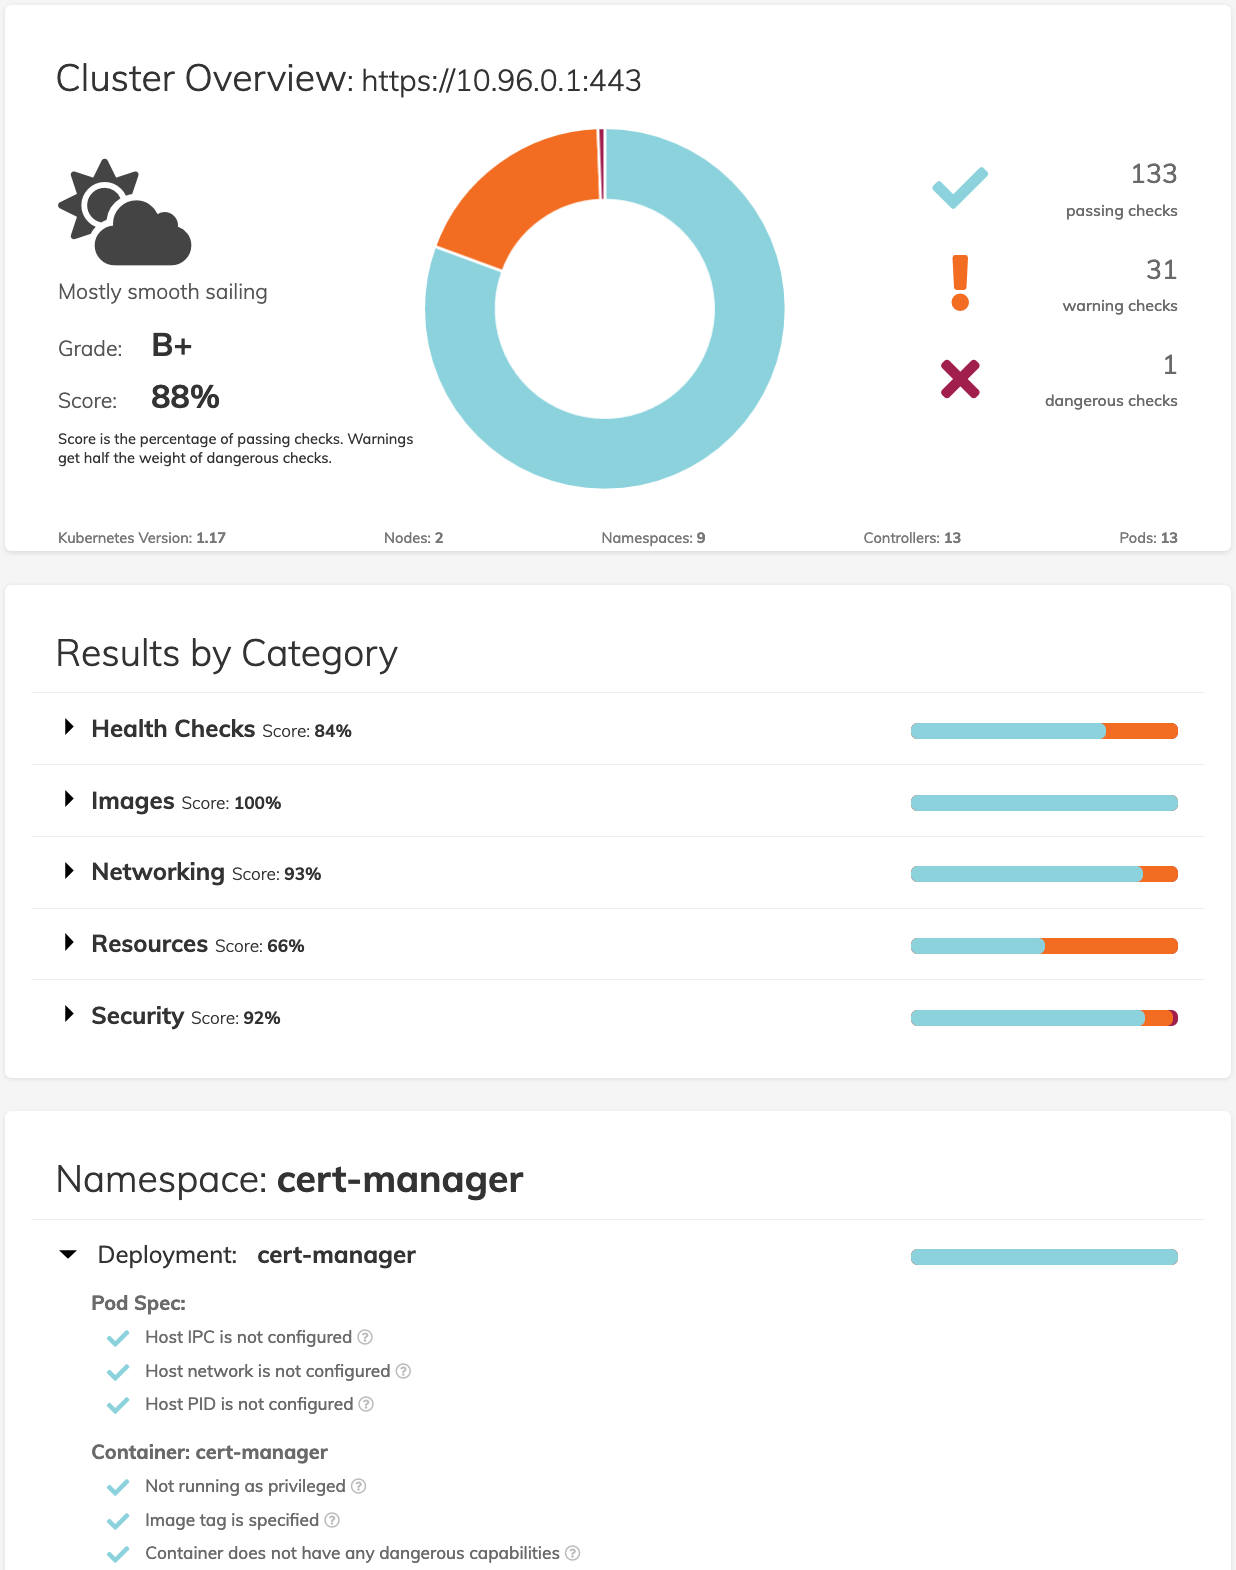 Cluster Overview: https://10.96.0.1:443
Mostly smooth sailing
Grade: B+
Score: 88%
Score is the percentage of passing checks. Warnings
get half the weight of dangerous checks.
133
passing checks
31
warning checks
1
dangerous checks
Kubernetes Version: 1.17 Nodes: 2 Namespaces: 9 Controllers: 13 Pods: 13
Results by Category
Health Checks Score: 84%
Images Score: 100%
Networking Score: 93%
Resources Score: 66%
Security Score: 92%
Namespace: cert-manager
Deployment: cert-manager
Pod Spec:
Host IPC is not configured ?
Host network is not configured ?
Host PID is not configured ?
Container: cert-manager
Not running as privileged ?
Image tag is specified ?
Container does not have any dangerous capabilities ?